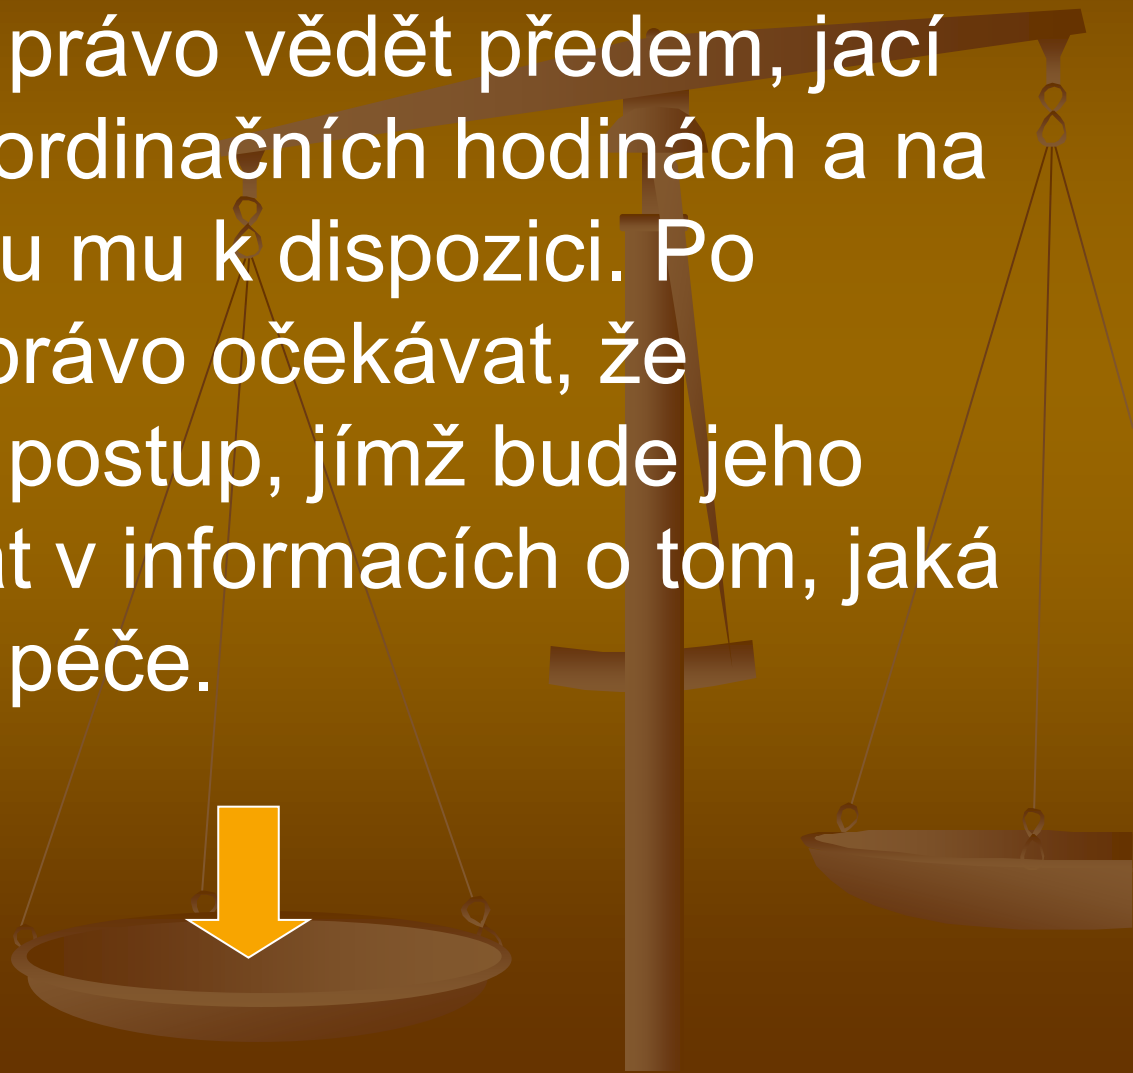 právo vědět předem, jací
ordinačních hodinách a na
u mu k dispozici. Po
právo očekávat, že
postup, jímž bude jeho
at v informacích o tom, jaká
péče.